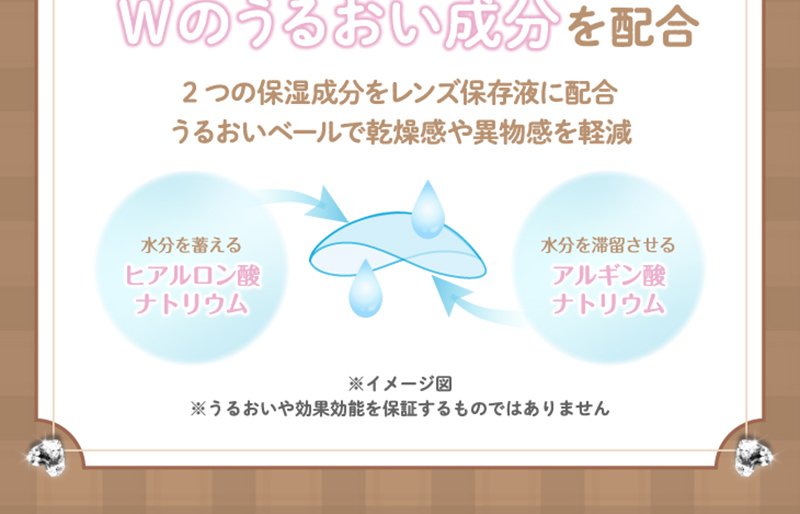 Wのうるおい成分を配合
2つの保湿成分をレンズ保存液に配合
うるおいベールで乾燥感や異物感を軽減
水分を蓄える
ヒアルロン酸
ナトリウム
水分を滞留させる
アルギン酸
ナトリウム
※イメージ図
※うるおいや効果効能を保証するものではありません